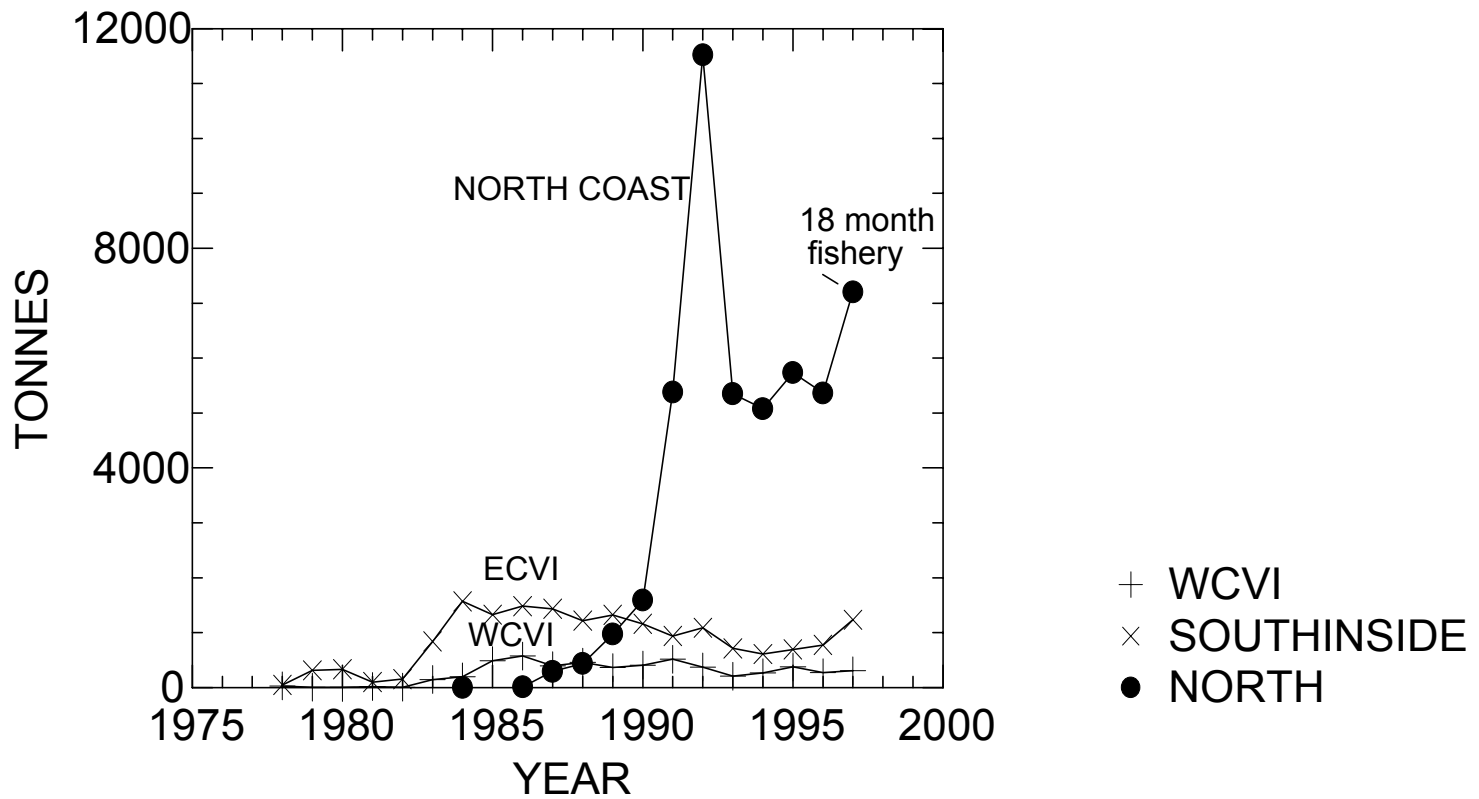 12000
8000
4000
0
TONNES
NORTH COAST
18 month
fishery
ECVI
WCVI
1975 1980 1985 1990 1995 2000
YEAR
WCVI
SOUTHINSIDE
NORTH